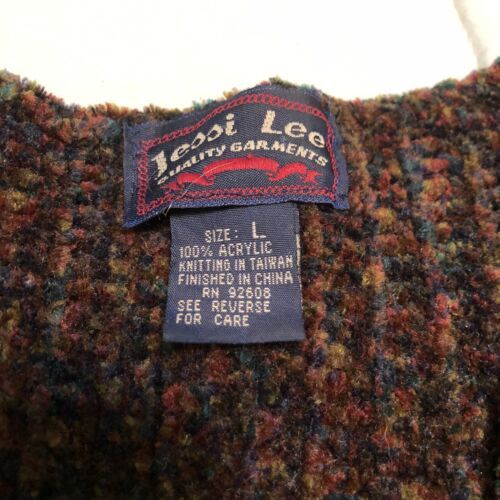 Jessi Lee
QUALITY GARMENTS
SIZE: L
100% ACRYLIC
KNITTING IN TAIWAN
FINISHED IN CHINA
RN 92608
SEE REVERSE
FOR CARE